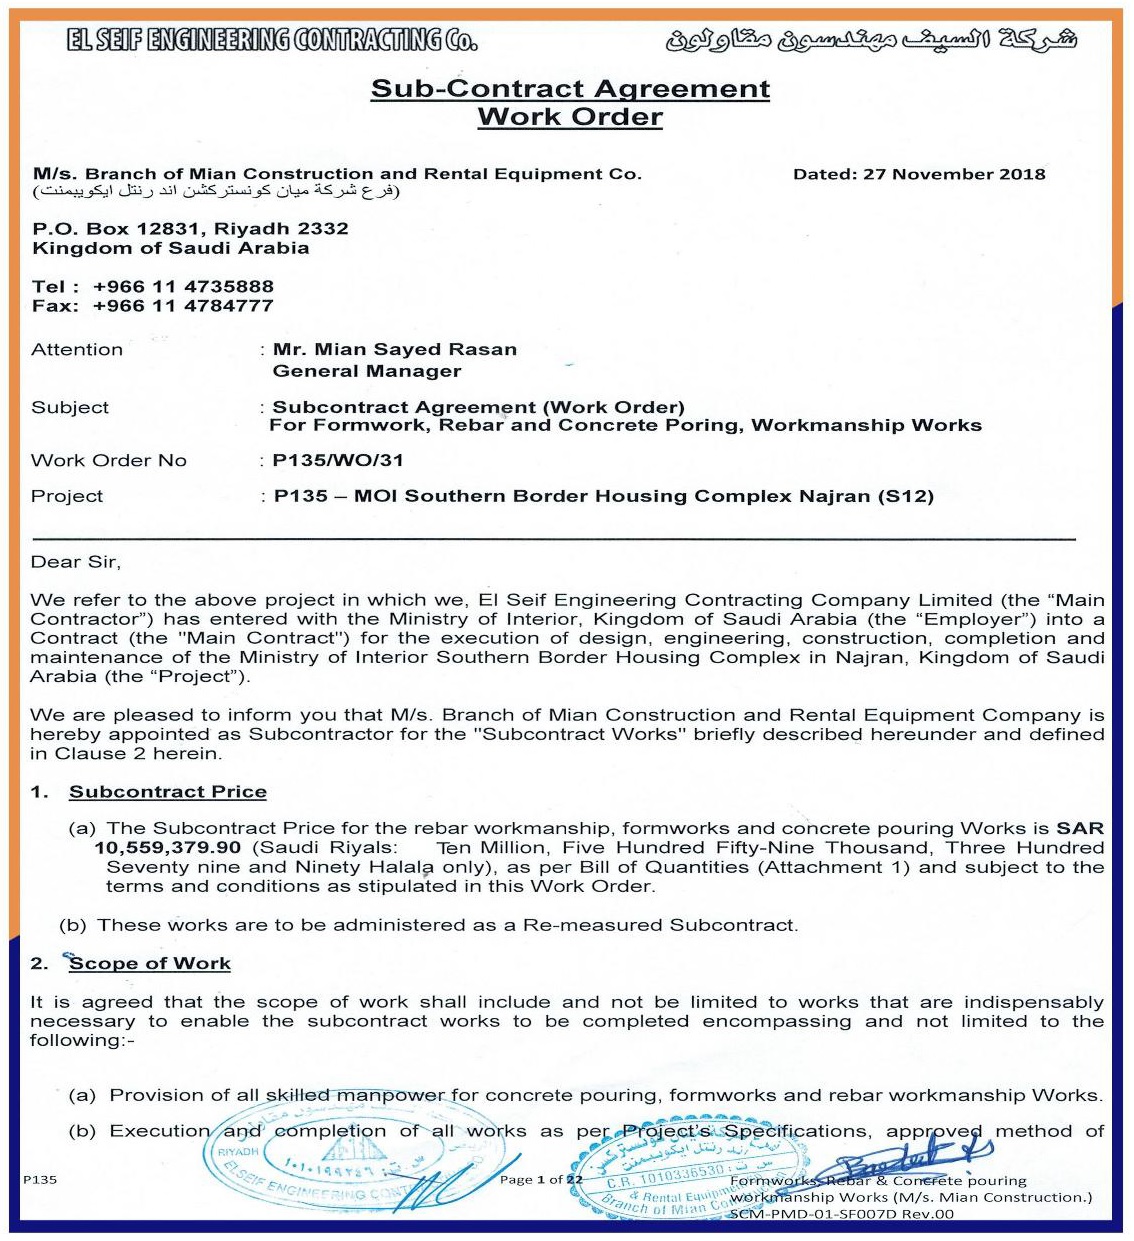 EL SEIF ENGINEERING CONTRACTING Co.
شركة السيف مهندسون مقاولون
Sub-Contract Agreement
Work Order
M/s. Branch of Mian Construction and Rental Equipment Co.
Dated: 27 November 2018
(فرع شركة ميان كونستركشن اند رنتل ايكويبمنت)
P.O. Box 12831, Riyadh 2332
Kingdom of Saudi Arabia
Tel : +966 11 4735888
Fax: +966 11 4784777
Attention : Mr. Mian Sayed Rasan
General Manager
Subject : Subcontract Agreement (Work Order)
For Formwork, Rebar and Concrete Poring, Workmanship Works
Work Order No : P135/WO/31
Project : P135 – MOI Southern Border Housing Complex Najran (S12)
Dear Sir,
We refer to the above project in which we, El Seif Engineering Contracting Company Limited (the “Main
Contractor”) has entered with the Ministry of Interior, Kingdom of Saudi Arabia (the “Employer”) into a
Contract (the "Main Contract") for the execution of design, engineering, construction, completion and
maintenance of the Ministry of Interior Southern Border Housing Complex in Najran, Kingdom of Saudi
Arabia (the “Project”).
We are pleased to inform you that M/s. Branch of Mian Construction and Rental Equipment Company is
hereby appointed as Subcontractor for the "Subcontract Works" briefly described hereunder and defined
in Clause 2 herein.
1. Subcontract Price
(a) The Subcontract Price for the rebar workmanship, formworks and concrete pouring Works is SAR
10,559,379.90 (Saudi Riyals: Ten Million, Five Hundred Fifty-Nine Thousand, Three Hundred
Seventy nine and Ninety Halala only), as per Bill of Quantities (Attachment 1) and subject to the
terms and conditions as stipulated in this Work Order.
(b) These works are to be administered as a Re-measured Subcontract.
2. Scope of Work
It is agreed that the scope of work shall include and not be limited to works that are indispensably
necessary to enable the subcontract works to be completed encompassing and not limited to the
following:-
(a) Provision of all skilled manpower for concrete pouring, formworks and rebar workmanship Works.
(b) Execution and completion of all works as per Project's Specifications, approved method of
RIYADH
١٠١٠١٩٩٢٤٦ س.ت:
EL SEIF ENGINEERING CONT
س ت : C.R. 1010336530
& Rental Equipment
Branch of Mian Con
P135
Page 1 of 22
Formworks, Rebar & Concrete pouring
workmanship Works (M/s. Mian Construction.)
SCM-PMD-01-SF007D Rev.00